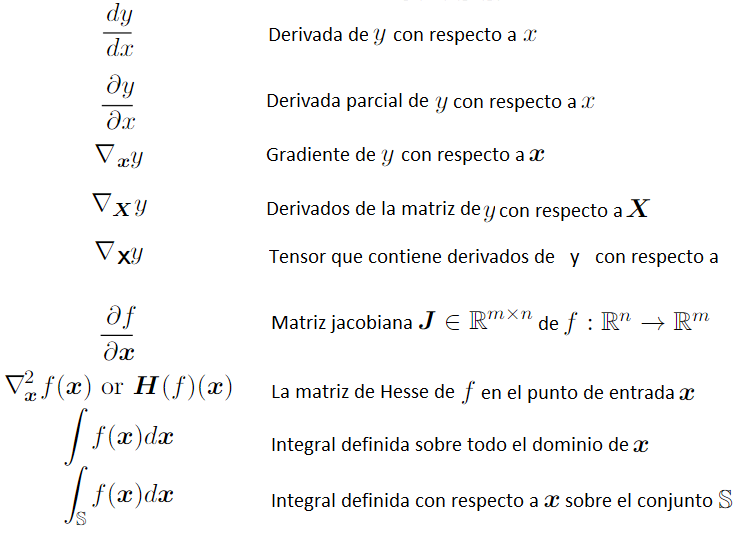 dy/dx Derivada de y con respecto a x
∂y/∂x Derivada parcial de y con respecto a x
∇ₓy Gradiente de y con respecto a x
∇_X y Derivados de la matriz de y con respecto a X
∇_X y Tensor que contiene derivados de y con respecto a
∂f/∂x Matriz jacobiana J ∈ ℝ^{m×n} de f : ℝⁿ → ℝᵐ
∇²ₓ f(x) or H(f)(x) La matriz de Hesse de f en el punto de entrada x
∫ f(x)dx Integral definida sobre todo el dominio de x
∫_𝕊 f(x)dx Integral definida con respecto a x sobre el conjunto 𝕊